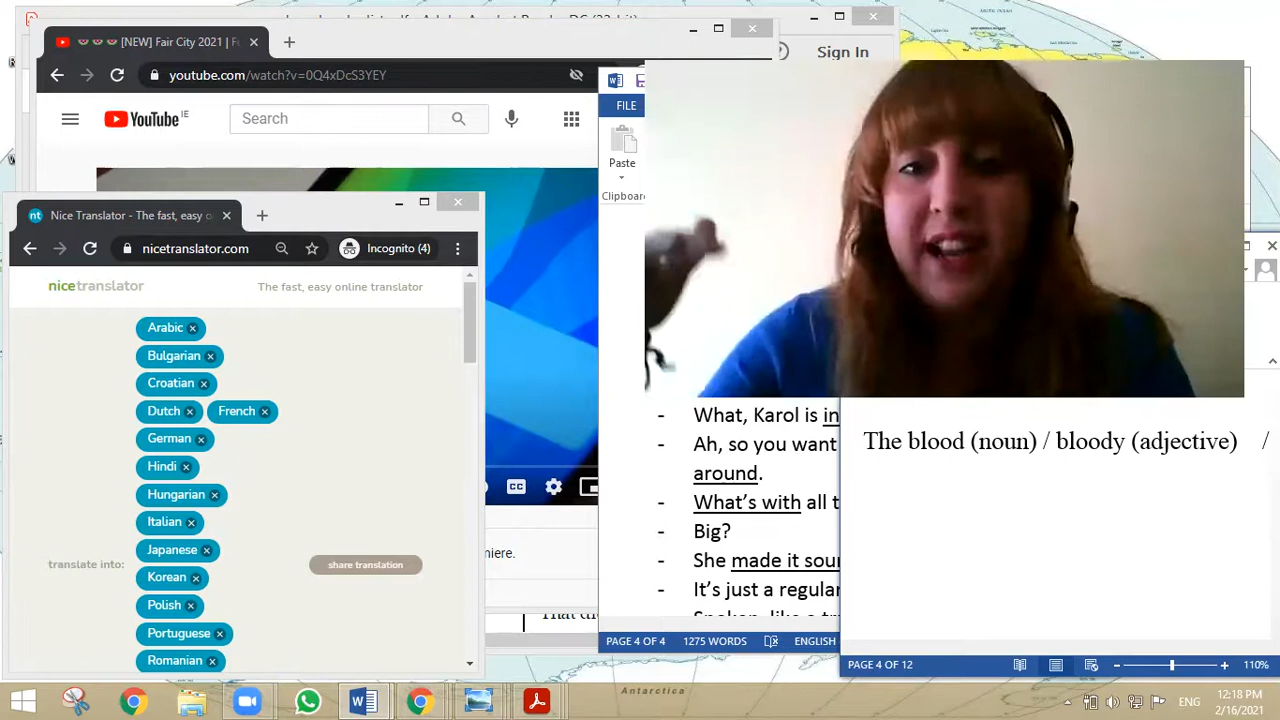 [NEW] Fair City 2021 | F
Sign In
youtube.com/watch?v=0Q4xDcS3YEY
YouTube IE
Search
FILE
Paste
Clipboard
Nice Translator - The fast, easy o
nicetranslator.com
Incognito (4)
nicetranslator
The fast, easy online translator
Arabic
Bulgarian
Croatian
Dutch
French
German
Hindi
Hungarian
Italian
Japanese
Korean
translate into:
share translation
Polish
Portuguese
Romanian
niere.
- What, Karol is in
- Ah, so you want
around.
- What's with all t
- Big?
- She made it sour
- It's just a regular
PAGE 4 OF 4 1275 WORDS ENGLISH
The blood (noun) / bloody (adjective) /
PAGE 4 OF 12
110%
Antarctica
ENG
12:18 PM
2/16/2021